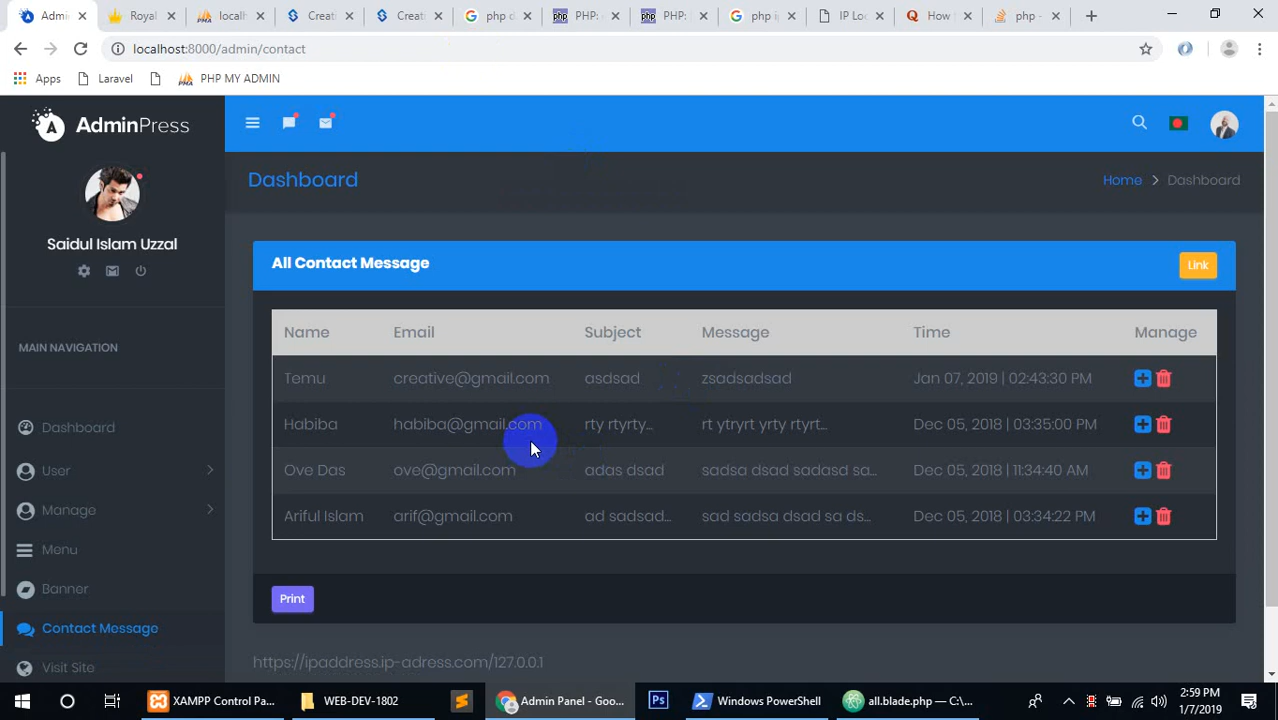 Admin
Royal
localh
Creati
Creati
php d
PHP:
PHP:
php ip
IP Loc
How
php -
localhost:8000/admin/contact
Apps Laravel PHP MY ADMIN
AdminPress
Saidul Islam Uzzal
MAIN NAVIGATION
Dashboard
User
Manage
Menu
Banner
Contact Message
Visit Site
Dashboard
Home > Dashboard
All Contact Message
Link
Name Email Subject Message Time Manage
Temu creative@gmail.com asdsad zsadsadsad Jan 07, 2019 | 02:43:30 PM
Habiba habiba@gmail.com rty rtyrty... rt ytryrt yrty rtyrt... Dec 05, 2018 | 03:35:00 PM
Ove Das ove@gmail.com adas dsad sadsa dsad sadasd sa... Dec 05, 2018 | 11:34:40 AM
Ariful Islam arif@gmail.com ad sadsad... sad sadsa dsad sa ds... Dec 05, 2018 | 03:34:22 PM
Print
https://ipaddress.ip-adress.com/127.0.0.1
XAMPP Control Pa...
WEB-DEV-1802
Admin Panel - Goo...
Ps
Windows PowerShell
all.blade.php — C:\...
2:59 PM
1/7/2019